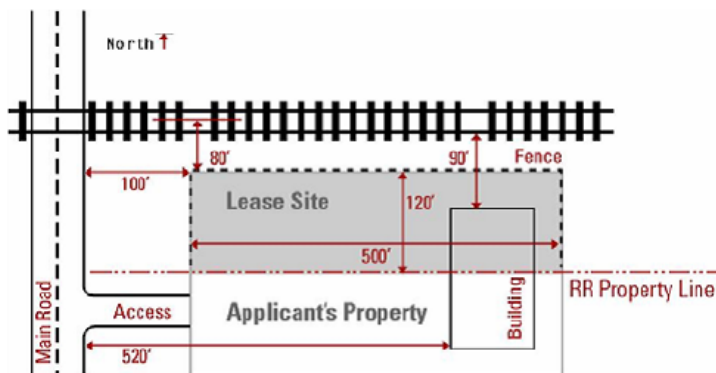 North
80'
90'
Fence
100'
Lease Site
120'
500'
RR Property Line
Building
Access
Applicant's Property
Main Road
520'